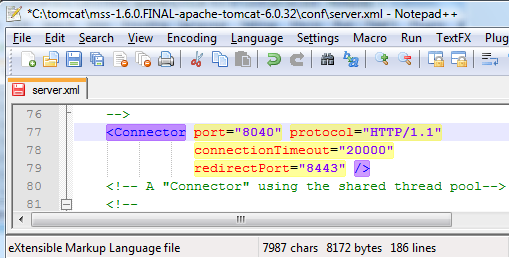 *C:\tomcat\mss-1.6.0.FINAL-apache-tomcat-6.0.32\conf\server.xml - Notepad++
File Edit Search View Encoding Language Settings Macro Run TextFX Plug
server.xml
76 -->
77 <Connector port="8040" protocol="HTTP/1.1"
78 connectionTimeout="20000"
79 redirectPort="8443" />
80 <!-- A "Connector" using the shared thread pool-->
81 <!--
eXtensible Markup Language file 7987 chars 8172 bytes 186 lines